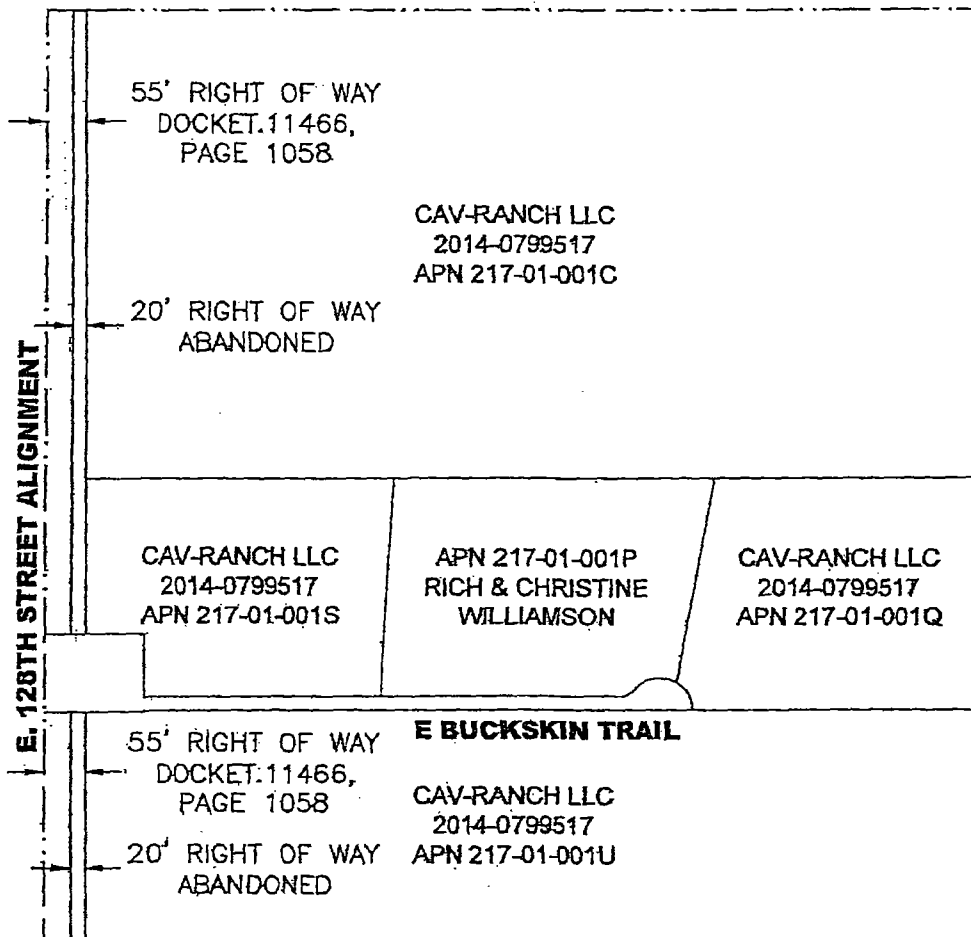 55' RIGHT OF WAY
DOCKET.11466,
PAGE 1058
CAV-RANCH LLC
2014-0799517
APN 217-01-001C
20' RIGHT OF WAY
ABANDONED
E. 128TH STREET ALIGNMENT
CAV-RANCH LLC
2014-0799517
APN 217-01-001S
APN 217-01-001P
RICH & CHRISTINE
WILLIAMSON
CAV-RANCH LLC
2014-0799517
APN 217-01-001Q
E BUCKSKIN TRAIL
55' RIGHT OF WAY
DOCKET.11466,
PAGE 1058
CAV-RANCH LLC
2014-0799517
APN 217-01-001U
20' RIGHT OF WAY
ABANDONED